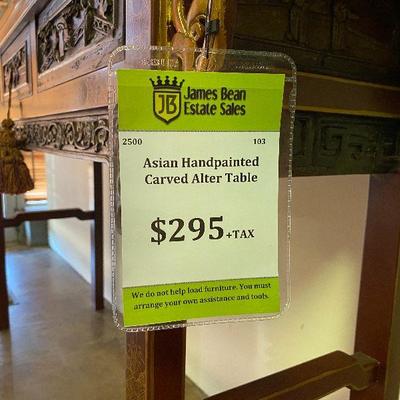 JB
James Bean
Estate Sales
2500 103
Asian Handpainted
Carved Alter Table
$295+TAX
We do not help load furniture. You must
arrange your own assistance and tools.